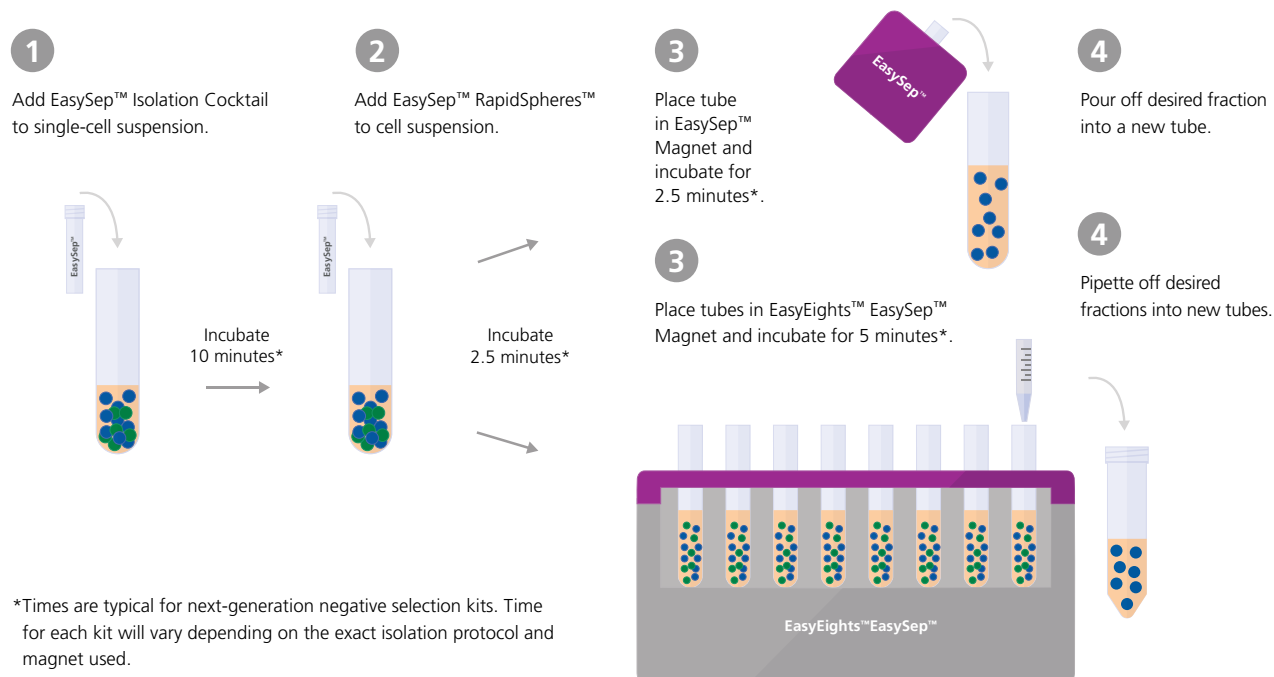 1
Add EasySep™ Isolation Cocktail
to single-cell suspension.
EasySep™
Incubate
10 minutes*
2
Add EasySep™ RapidSpheres™
to cell suspension.
EasySep™
Incubate
2.5 minutes*
3
Place tube
in EasySep™
Magnet and
incubate for
2.5 minutes*.
EasySep™
4
Pour off desired fraction
into a new tube.
3
Place tubes in EasyEights™ EasySep™
Magnet and incubate for 5 minutes*.
4
Pipette off desired
fractions into new tubes.
EasyEights™EasySep™
*Times are typical for next-generation negative selection kits. Time
for each kit will vary depending on the exact isolation protocol and
magnet used.